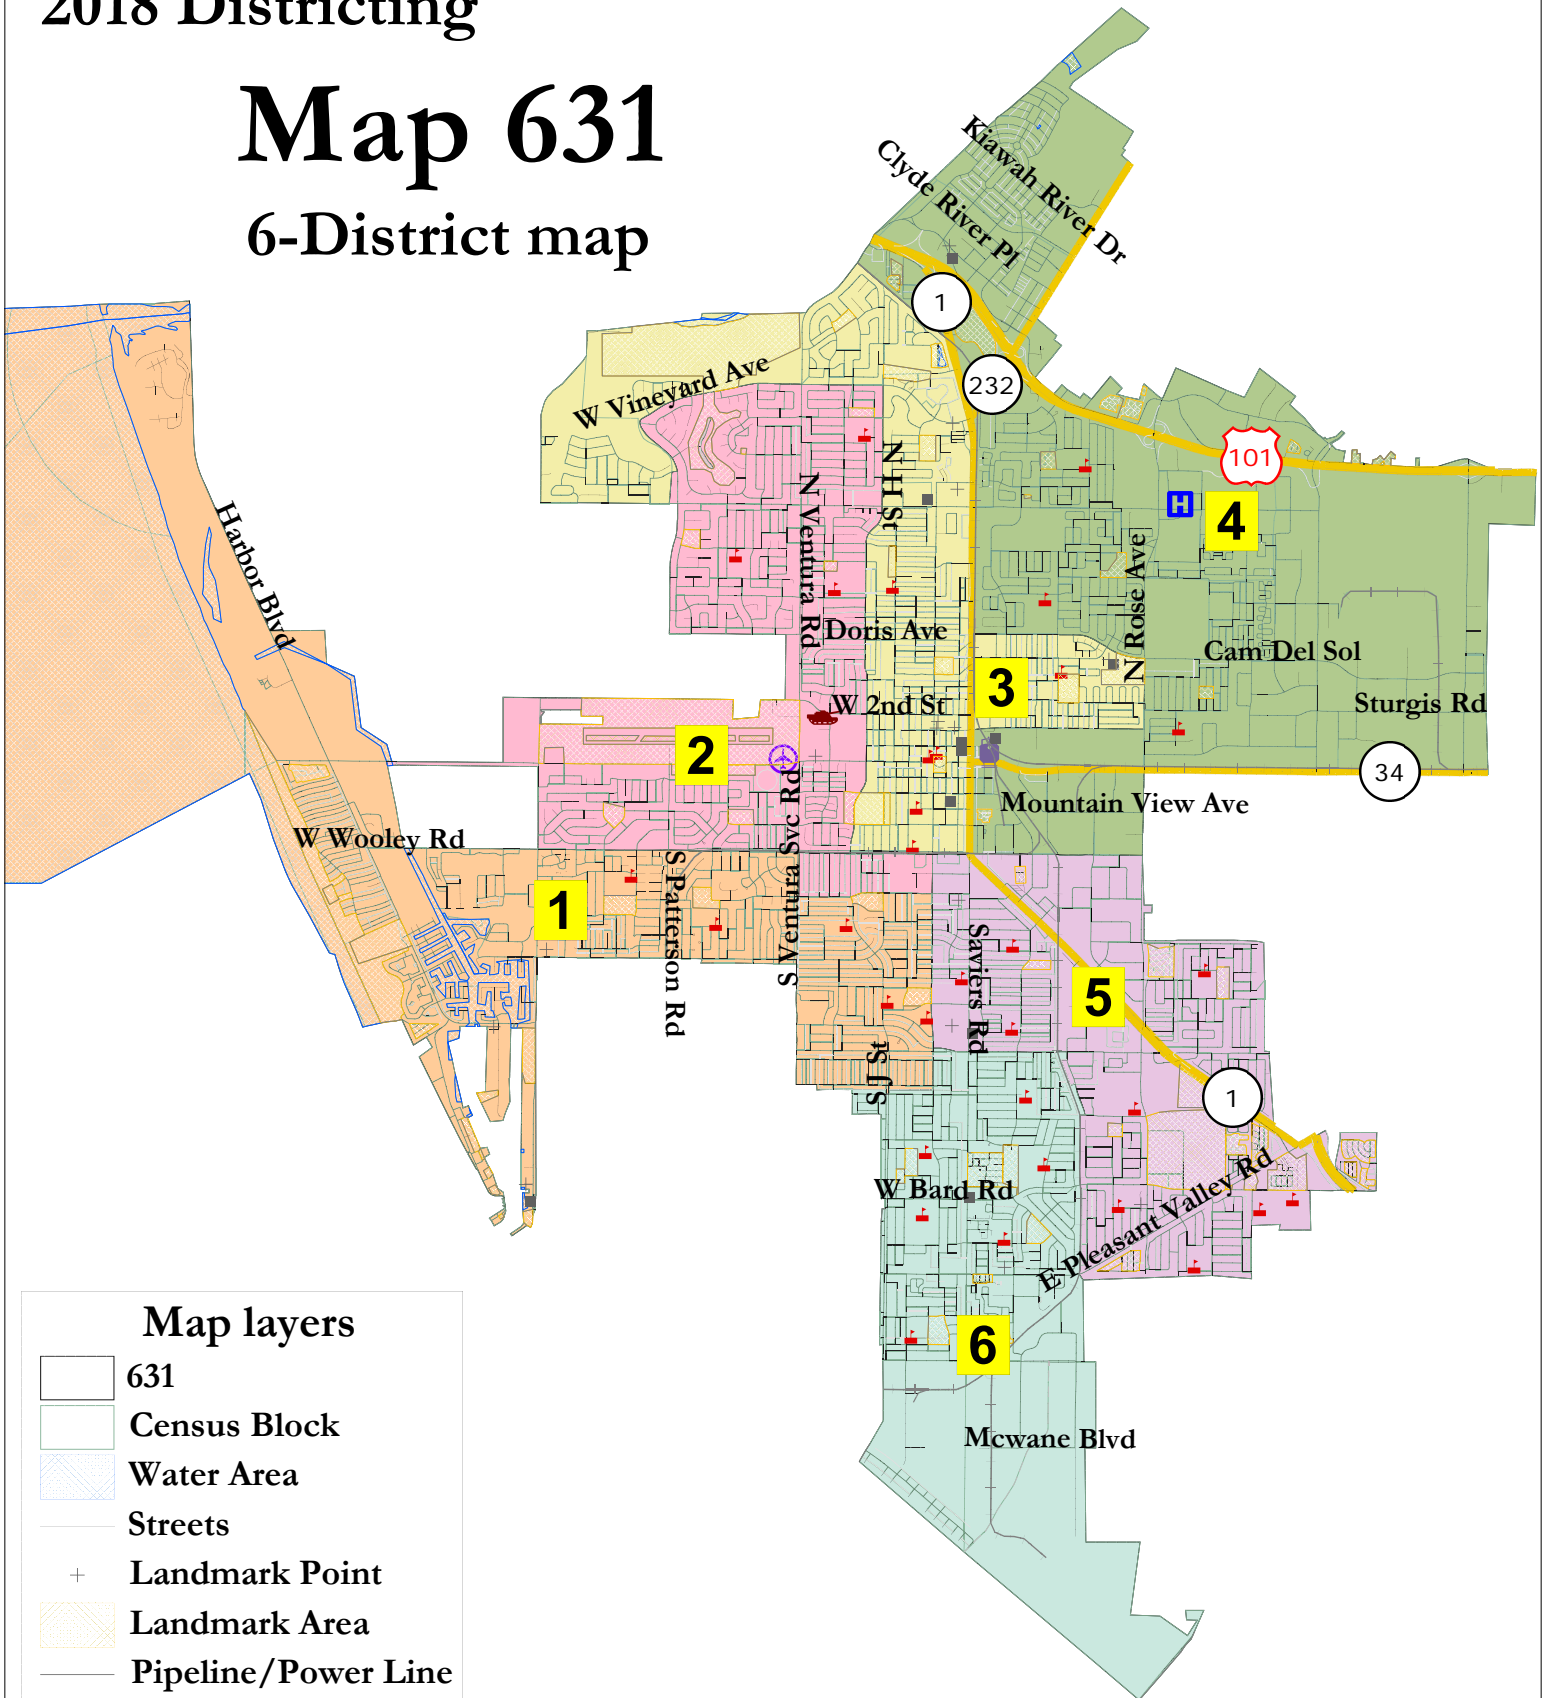 2018 Districting
Map 631
6-District map
Kiawah River Dr
Clyde River Pl
1
232
W Vineyard Ave
101
N H St
N Ventura Rd
H
4
Harbor Blvd
N Rose Ave
Doris Ave
Cam Del Sol
3
W 2nd St
Sturgis Rd
2
34
S Ventura Svc Rd
Mountain View Ave
W Wooley Rd
1
S Patterson Rd
Saviers Rd
5
S J St
1
W Bard Rd
E Pleasant Valley Rd
6
Mcwane Blvd
Map layers
631
Census Block
Water Area
Streets
Landmark Point
Landmark Area
Pipeline/Power Line